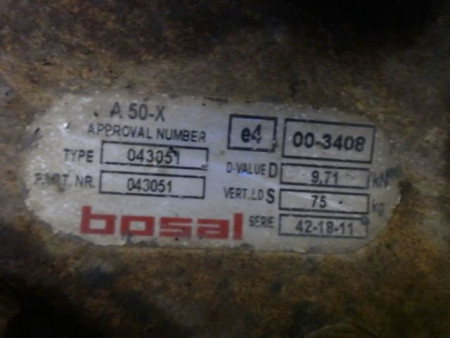 A 50-X
APPROVAL NUMBER e4 00-3408
TYPE 043051 D-VALUE D 9,71 kN
PART. NR. 043051 VERT.LD S 75 kg
bosal SERIE 42-18-11